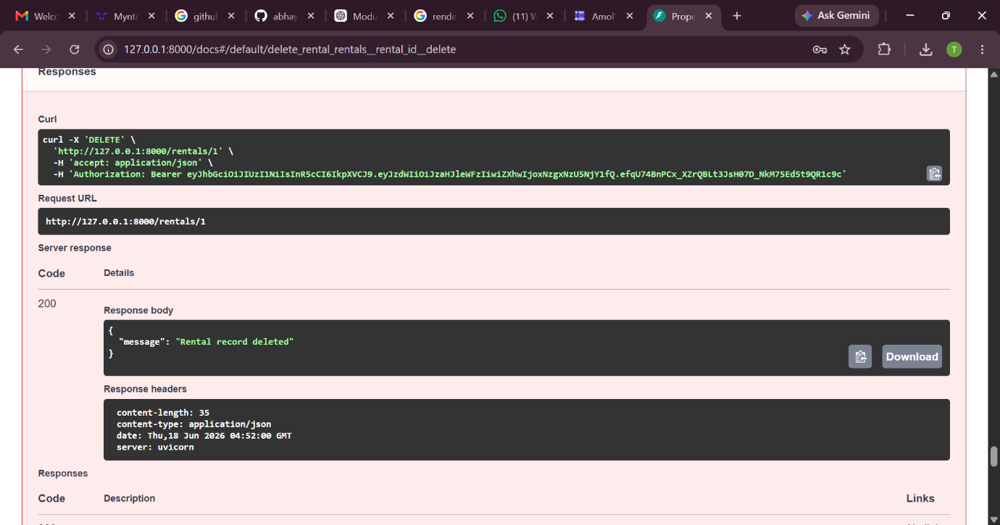 Welco
Myntr
githul
abhay
Modu
rende
(11) W
Amol'
Prope
Ask Gemini
127.0.0.1:8000/docs#/default/delete_rental_rentals__rental_id__delete
T
Responses
Curl
curl -X 'DELETE' \
'http://127.0.0.1:8000/rentals/1' \
-H 'accept: application/json' \
-H 'Authorization: Bearer eyJhbGciOiJIUzI1NiIsInR5cCI6IkpXVCJ9.eyJzdWIiOiJzaHJleWFzIiwiZXhwIjoxNzgxNzU5NjY1fQ.efqU74BnPCx_XZrQBLt3JsH07D_NkM75Ed5t9QR1c9c'
Request URL
http://127.0.0.1:8000/rentals/1
Server response
Code Details
200
Response body
{
"message": "Rental record deleted"
}
Download
Response headers
content-length: 35
content-type: application/json
date: Thu,18 Jun 2026 04:52:00 GMT
server: uvicorn
Responses
Code Description Links